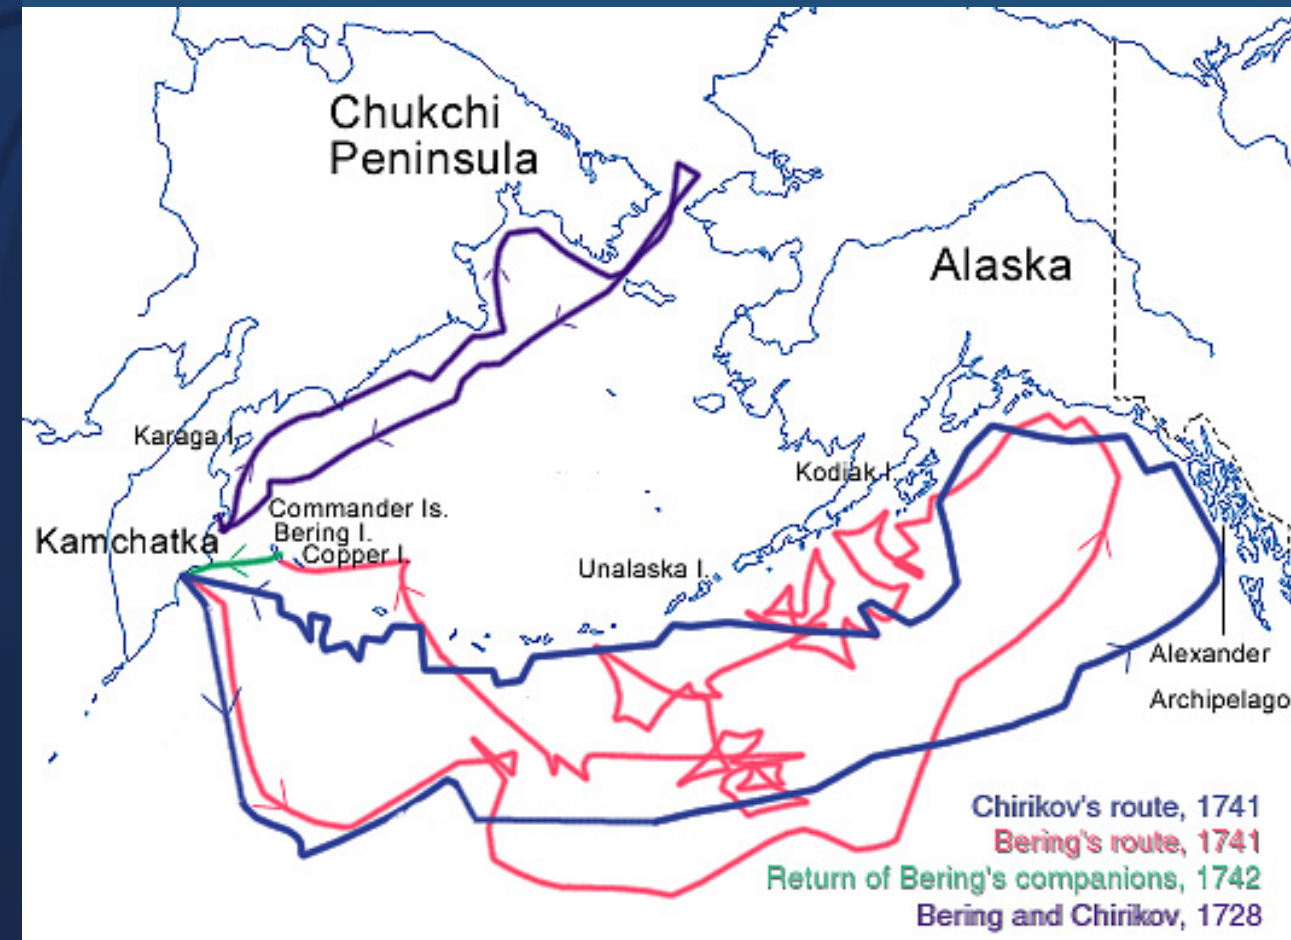 Chukchi
Peninsula
Alaska
Karaga I.
Kodiak I.
Commander Is.
Bering I.
Kamchatka
Copper I.
Unalaska I.
Alexander
Archipelago
Chirikov's route, 1741
Bering's route, 1741
Return of Bering's companions, 1742
Bering and Chirikov, 1728